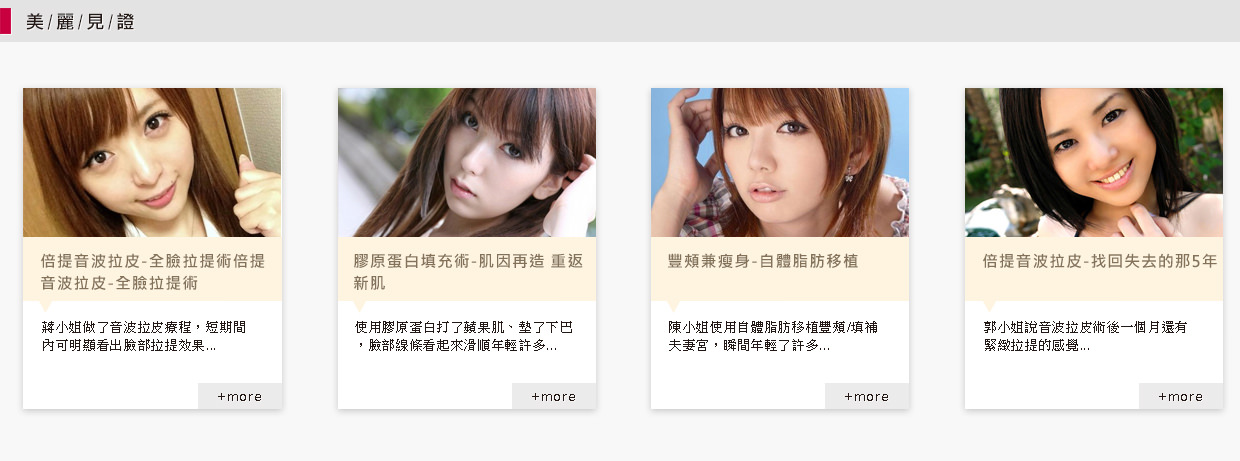 美/麗/見/證
倍提音波拉皮-全臉拉提術倍提
音波拉皮-全臉拉提術
蔣小姐做了音波拉皮療程，短期間
內可明顯看出臉部拉提效果...
+more
膠原蛋白填充術-肌因再造 重返
新肌
使用膠原蛋白打了蘋果肌、墊了下巴
，臉部線條看起來滑順年輕許多...
+more
豐頰兼瘦身-自體脂肪移植
陳小姐使用自體脂肪移植豐頰/填補
夫妻宮，瞬間年輕了許多...
+more
倍提音波拉皮-找回失去的那5年
郭小姐說音波拉皮術後一個月還有
緊緻拉提的感覺...
+more